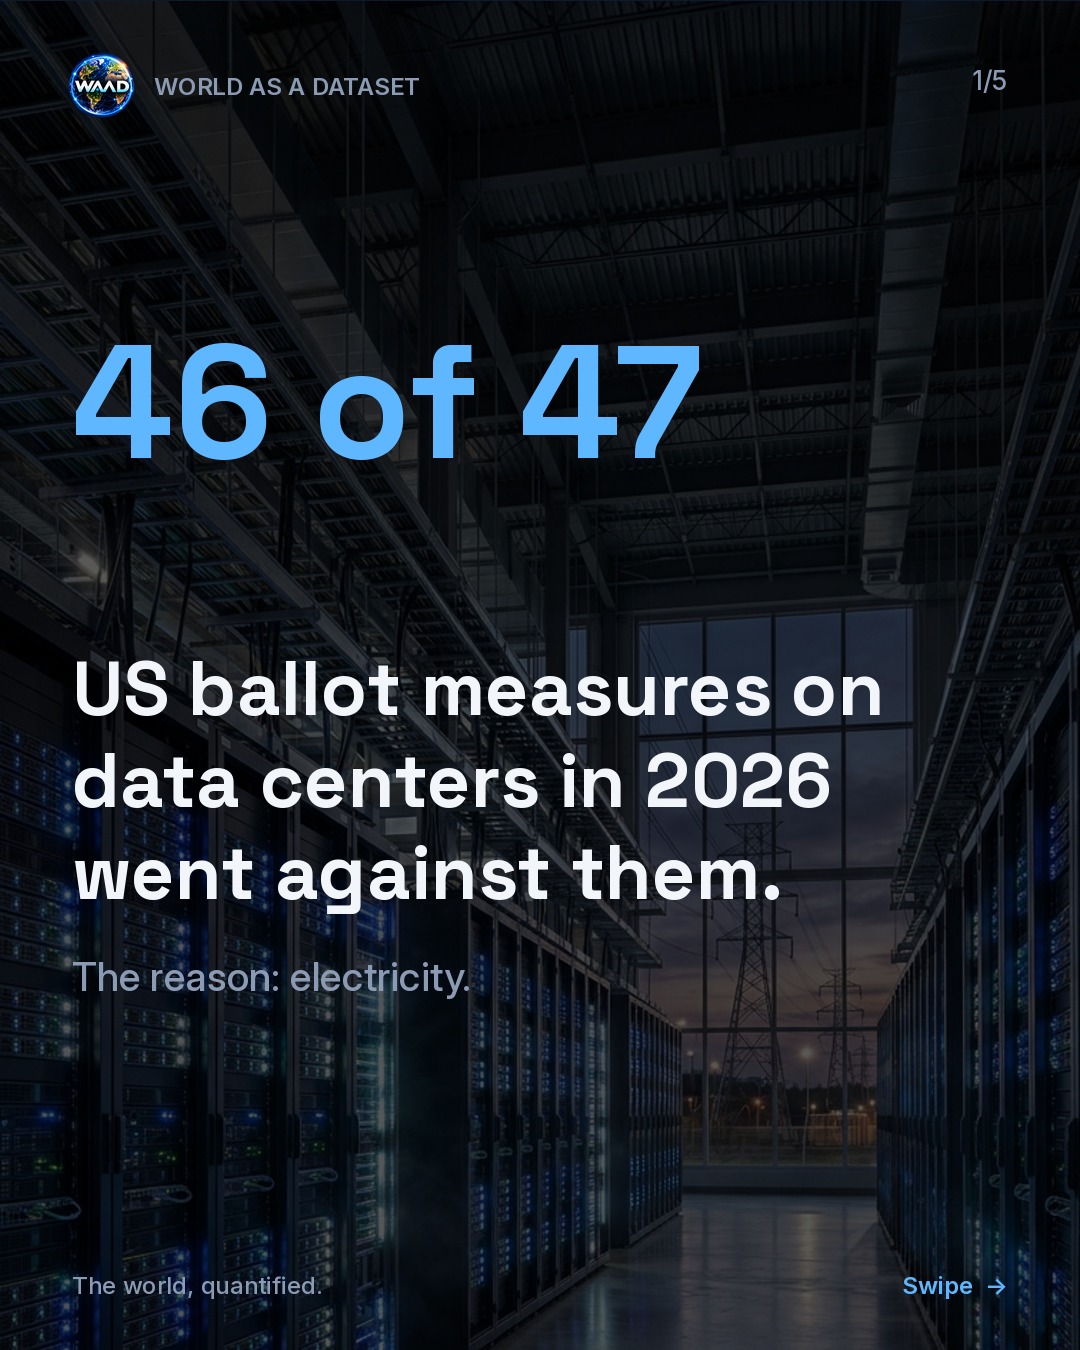 WAAD
WORLD AS A DATASET
1/5
46 of 47
US ballot measures on
data centers in 2026
went against them.
The reason: electricity.
The world, quantified.
Swipe →